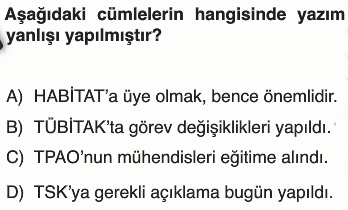 Aşağıdaki cümlelerin hangisinde yazım
yanlışı yapılmıştır?
A) HABİTAT'a üye olmak, bence önemlidir.
B) TÜBİTAK'ta görev değişiklikleri yapıldı.
C) TPAO'nun mühendisleri eğitime alındı.
D) TSK'ya gerekli açıklama bugün yapıldı.